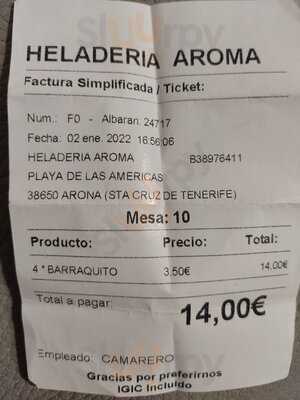 HELADERIA AROMA
Factura Simplificada / Ticket:
Num.: F0 - Albaran: 24717
Fecha: 02 ene. 2022 16:56:06
HELADERIA AROMA B38976411
PLAYA DE LAS AMERICAS
38650 ARONA (STA CRUZ DE TENERIFE)
Mesa: 10
Producto: Precio: Total:
4 * BARRAQUITO 3,50€ 14,00€
Total a pagar: 14,00€
Empleado: CAMARERO
Gracias por preferirnos
IGIC Incluido